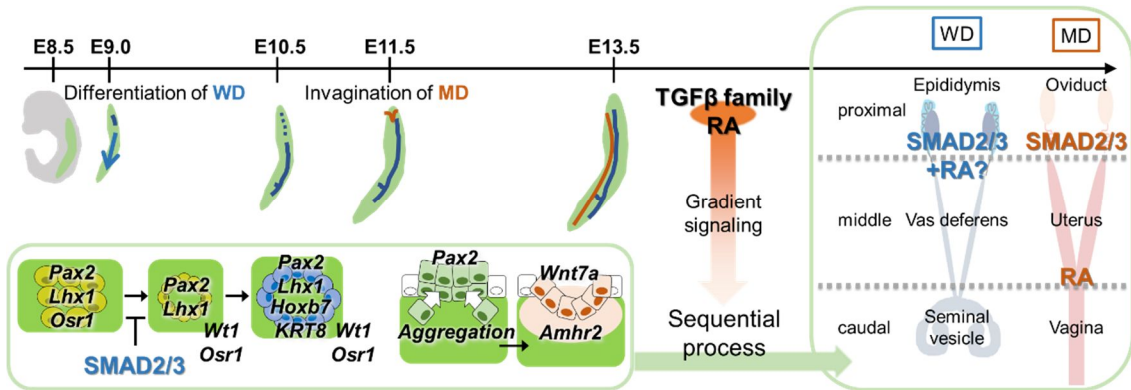 E8.5 E9.0 E10.5 E11.5 E13.5
Differentiation of WD
Invagination of MD
TGFβ family
RA
Gradient
signaling
Sequential
process
WD MD
Epididymis Oviduct
proximal
SMAD2/3 SMAD2/3
+RA?
middle Vas deferens Uterus
RA
caudal Seminal
vesicle
Vagina
Pax2
Lhx1
Osr1
SMAD2/3
Pax2
Lhx1
Wt1
Osr1
Pax2
Lhx1
Hoxb7
KRT8
Wt1
Osr1
Pax2
Aggregation
Wnt7a
Amhr2